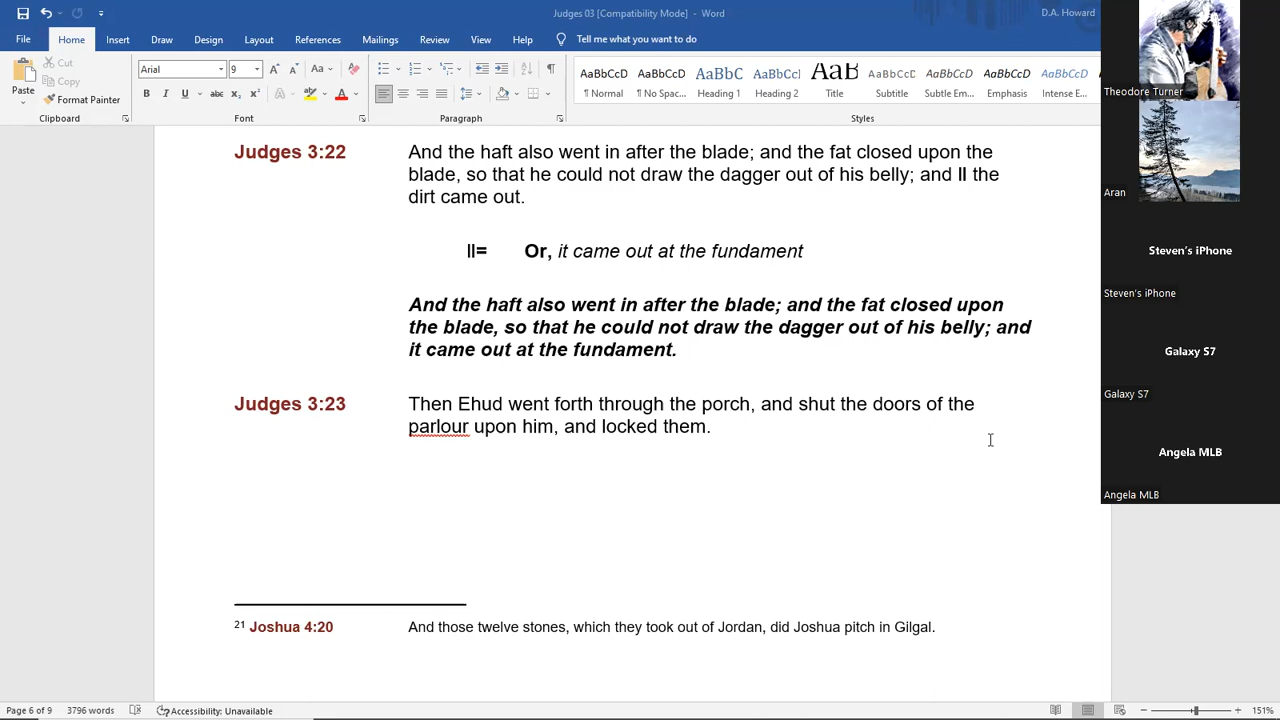 Judges 03 [Compatibility Mode] - Word
D.A. Howard
File Home Insert Draw Design Layout References Mailings Review View Help Tell me what you want to do
Paste
Cut
Copy
Format Painter
Arial 9
Aa
B I U abc x₂ x² A A
AaBbCcD AaBbCcD AaBbC AaBbCc AaB AaBbCcD AaBbCcD AaBbCcD AaBbCcD
¶ Normal ¶ No Spac... Heading 1 Heading 2 Title Subtitle Subtle Em... Emphasis Intense E...
Clipboard Font Paragraph Styles
Judges 3:22 And the haft also went in after the blade; and the fat closed upon the
blade, so that he could not draw the dagger out of his belly; and ll the
dirt came out.
ll= Or, it came out at the fundament
And the haft also went in after the blade; and the fat closed upon
the blade, so that he could not draw the dagger out of his belly; and
it came out at the fundament.
Judges 3:23 Then Ehud went forth through the porch, and shut the doors of the
parlour upon him, and locked them.
21 Joshua 4:20 And those twelve stones, which they took out of Jordan, did Joshua pitch in Gilgal.
Page 6 of 9 3796 words Accessibility: Unavailable 151%
Theodore Turner
Aran
Steven's iPhone
Steven's iPhone
Galaxy S7
Galaxy S7
Angela MLB
Angela MLB